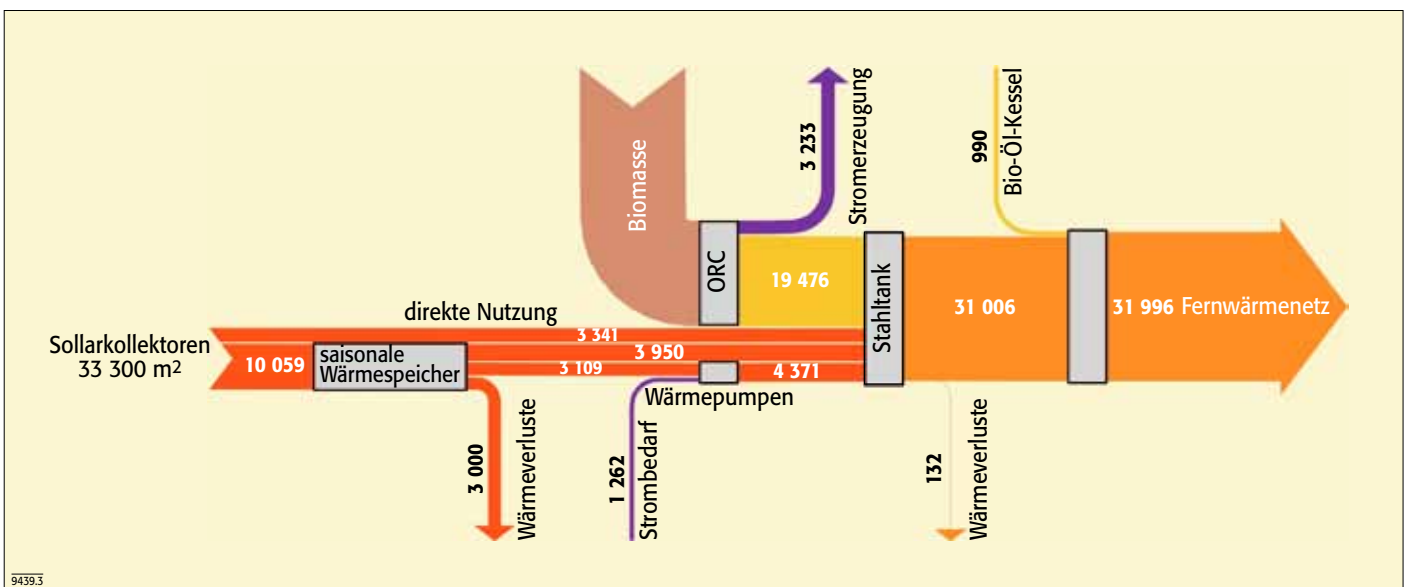 Biomasse
3 233
Stromerzeugung
990
Bio-Öl-Kessel
ORC
19 476
Stahltank
31 006
31 996 Fernwärmenetz
direkte Nutzung
3 341
Sollarkollektoren
33 300 m2
10 059
saisonale
Wärmespeicher
3 950
3 109
4 371
Wärmepumpen
3 000
Wärmeverluste
1 262
Strombedarf
132
Wärmeverluste
9439.3